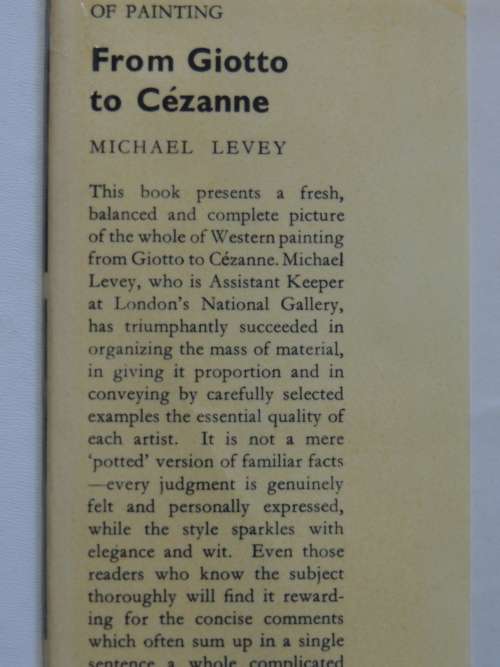 OF PAINTING
From Giotto
to Cézanne
MICHAEL LEVEY
This book presents a fresh,
balanced and complete picture
of the whole of Western painting
from Giotto to Cézanne. Michael
Levey, who is Assistant Keeper
at London's National Gallery,
has triumphantly succeeded in
organizing the mass of material,
in giving it proportion and in
conveying by carefully selected
examples the essential quality of
each artist. It is not a mere
'potted' version of familiar facts
—every judgment is genuinely
felt and personally expressed,
while the style sparkles with
elegance and wit. Even those
readers who know the subject
thoroughly will find it reward-
ing for the concise comments
which often sum up in a single
sentence a whole complicated